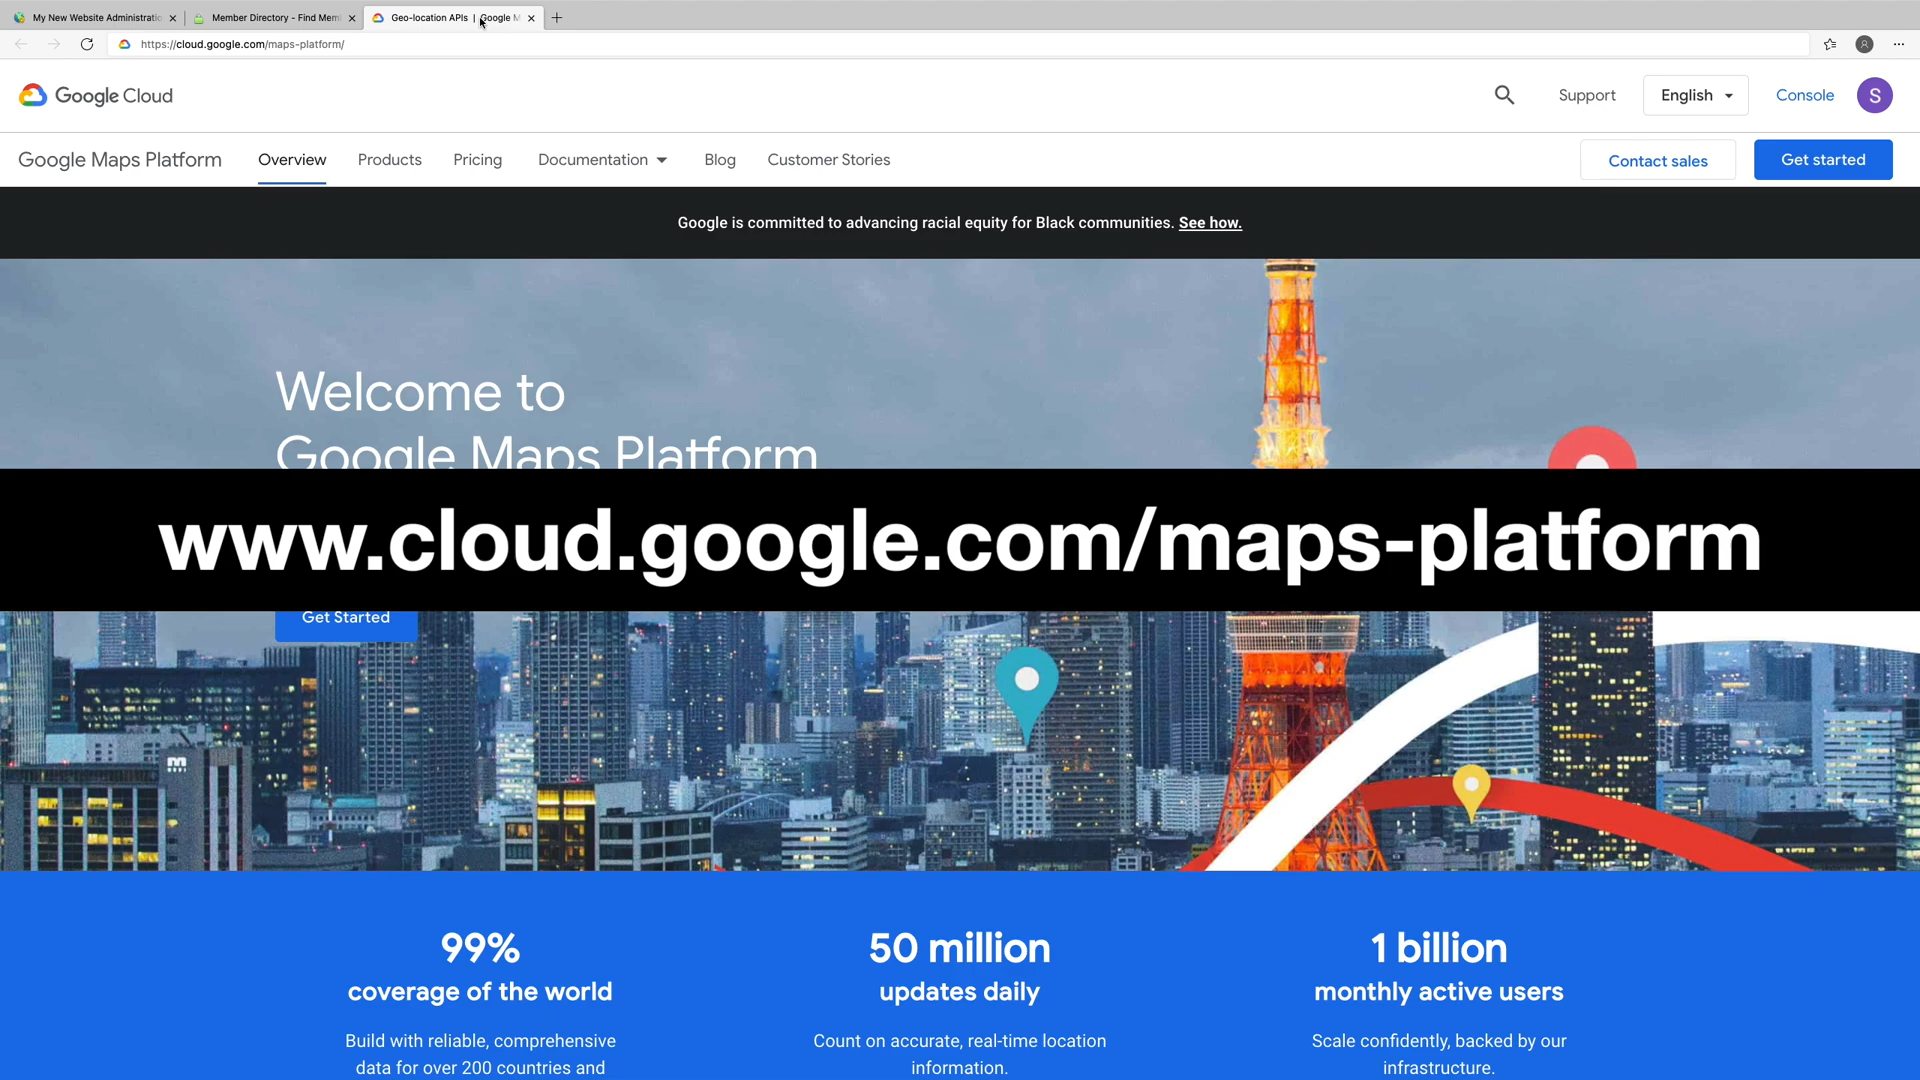 My New Website Administratio
Member Directory - Find Mem
Geo-location APIs | Google M
https://cloud.google.com/maps-platform/
Google Cloud
Support
English
Console
S
Google Maps Platform
Overview
Products
Pricing
Documentation
Blog
Customer Stories
Contact sales
Get started
Google is committed to advancing racial equity for Black communities. See how.
Welcome to
Google Maps Platform
www.cloud.google.com/maps-platform
Get Started
99%
coverage of the world
Build with reliable, comprehensive
data for over 200 countries and
50 million
updates daily
Count on accurate, real-time location
information.
1 billion
monthly active users
Scale confidently, backed by our
infrastructure.